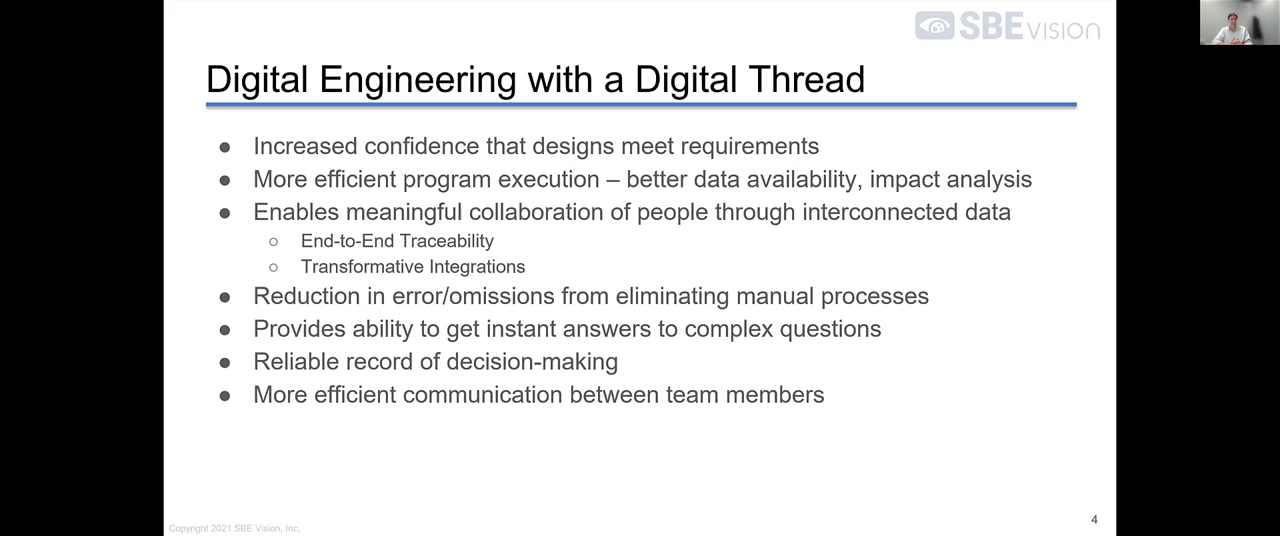 SBE VISION
Digital Engineering with a Digital Thread
● Increased confidence that designs meet requirements
● More efficient program execution – better data availability, impact analysis
● Enables meaningful collaboration of people through interconnected data
○ End-to-End Traceability
○ Transformative Integrations
● Reduction in error/omissions from eliminating manual processes
● Provides ability to get instant answers to complex questions
● Reliable record of decision-making
● More efficient communication between team members
Copyright 2021 SBE Vision, Inc,
4